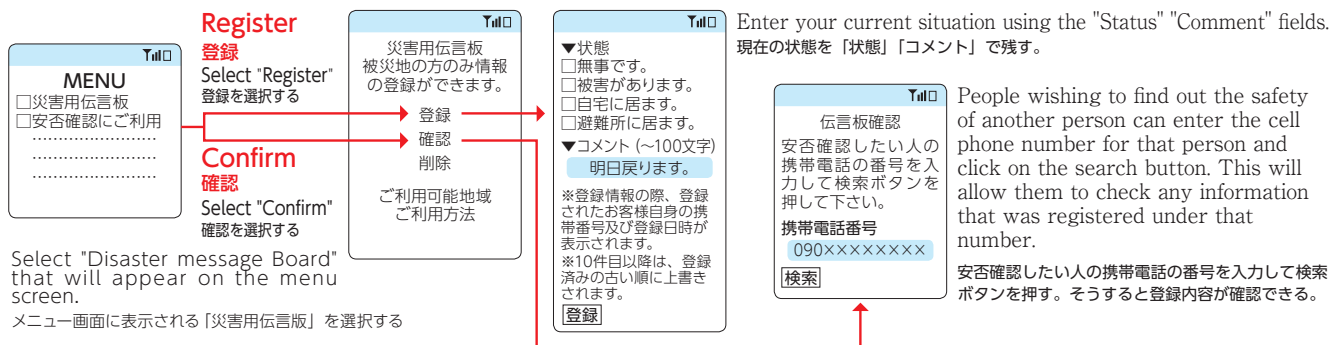 MENU
□災害用伝言板
□安否確認にご利用
........................
........................
........................
Select "Disaster message Board"
that will appear on the menu
screen.
メニュー画面に表示される「災害用伝言版」を選択する
Register
登録
Select "Register"
登録を選択する
Confirm
確認
Select "Confirm"
確認を選択する
災害用伝言板
被災地の方のみ情報
の登録ができます。
登録
確認
削除
ご利用可能地域
ご利用方法
▼状態
□無事です。
□被害があります。
□自宅に居ます。
□避難所に居ます。
▼コメント（～100文字）
明日戻ります。
※登録情報の際、登録
されたお客様自身の携
帯番号及び登録日時が
表示されます。
※10件目以降は、登録
済みの古い順に上書き
されます。
登録
Enter your current situation using the "Status" "Comment" fields.
現在の状態を「状態」「コメント」で残す。
伝言板確認
安否確認したい人の
携帯電話の番号を入
力して検索ボタンを
押して下さい。
携帯電話番号
090××××××××
検索
People wishing to find out the safety
of another person can enter the cell
phone number for that person and
click on the search button. This will
allow them to check any information
that was registered under that
number.
安否確認したい人の携帯電話の番号を入力して検索
ボタンを押す。そうすると登録内容が確認できる。